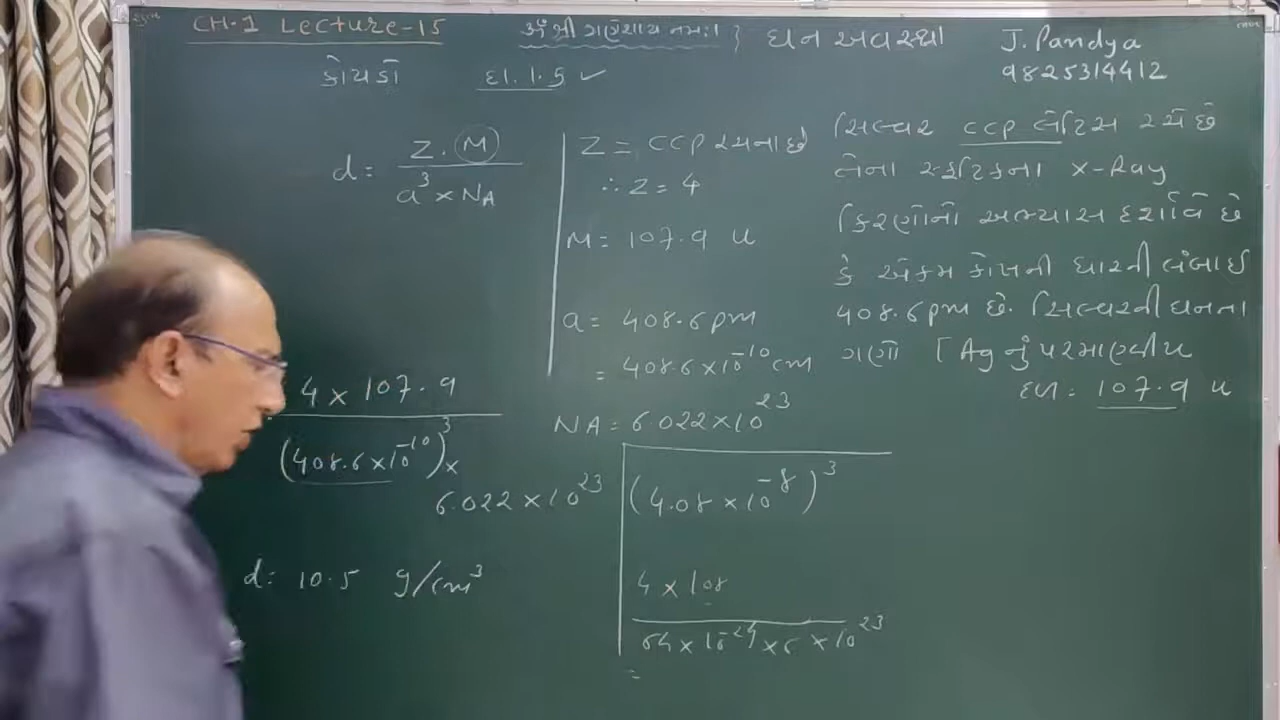 CH.1 Lecture-15
ૐ શ્રી ગણેશાય નમઃ।
ઘન અવસ્થા
J. Pandya
9825314412
કોયડો
દા. 1.5 ✓
d = Z . M / a³ × NA
Z = CCP રચના છે
∴ Z = 4
M = 107.9 u
a = 408.6 pm
= 408.6 × 10⁻¹⁰ cm
NA = 6.022 × 10²³
સિલ્વર CCP લેટિસ રચે છે
તેના સ્ફટિકના X-Ray
કિરણોનો અભ્યાસ દર્શાવે છે
કે એકમ કોષની ધારની લંબાઈ
408.6 pm છે. સિલ્વરની ઘનતા
ગણો [Ag નું પરમાણ્વીય
દળ = 107.9 u
4 × 107.9
(408.6 × 10⁻¹⁰)³ ×
6.022 × 10²³
d = 10.5 g/cm³
(4.08 × 10⁻⁸)³
4 × 108
64 × 10⁻²⁴ × 6 × 10²³
=